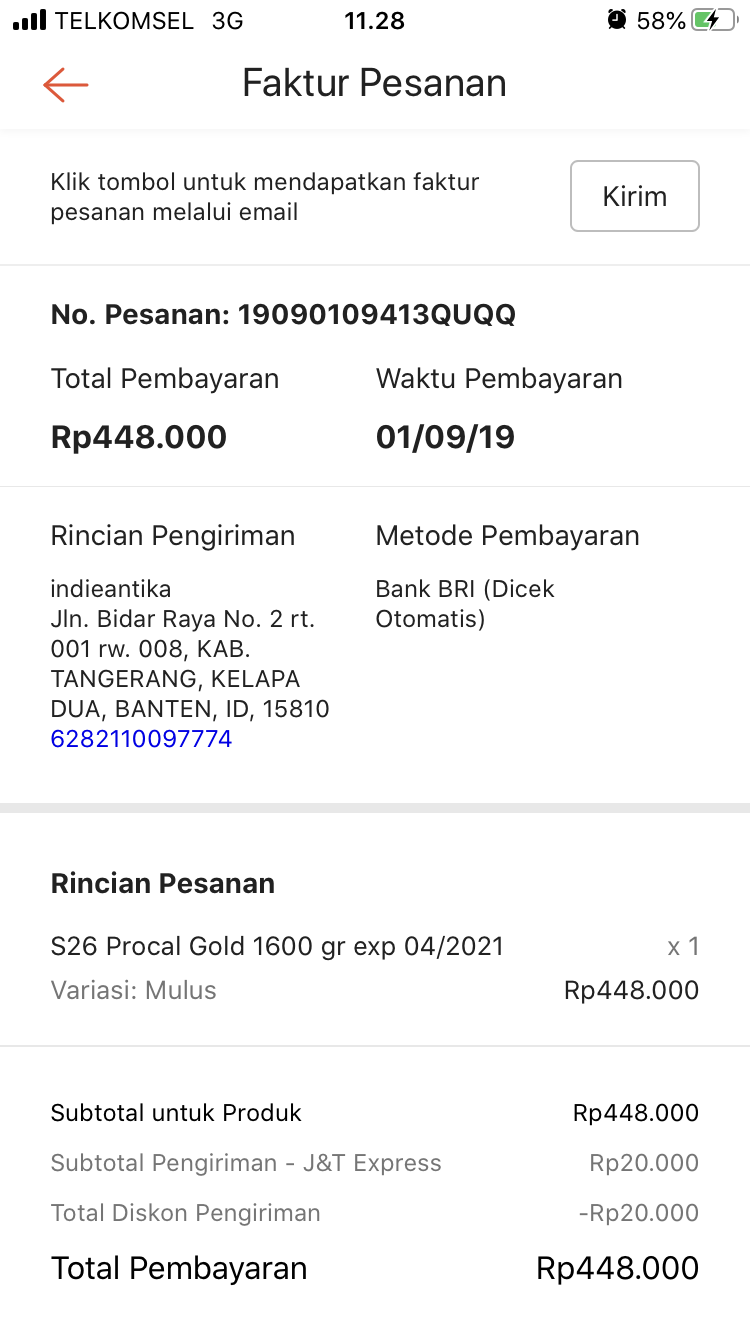 TELKOMSEL 3G 11.28 58%
Faktur Pesanan
Klik tombol untuk mendapatkan faktur
pesanan melalui email
Kirim
No. Pesanan: 19090109413QUQQ
Total Pembayaran Waktu Pembayaran
Rp448.000 01/09/19
Rincian Pengiriman Metode Pembayaran
indieantika Bank BRI (Dicek
Jln. Bidar Raya No. 2 rt. Otomatis)
001 rw. 008, KAB.
TANGERANG, KELAPA
DUA, BANTEN, ID, 15810
6282110097774
Rincian Pesanan
S26 Procal Gold 1600 gr exp 04/2021 x 1
Variasi: Mulus Rp448.000
Subtotal untuk Produk Rp448.000
Subtotal Pengiriman - J&T Express Rp20.000
Total Diskon Pengiriman -Rp20.000
Total Pembayaran Rp448.000